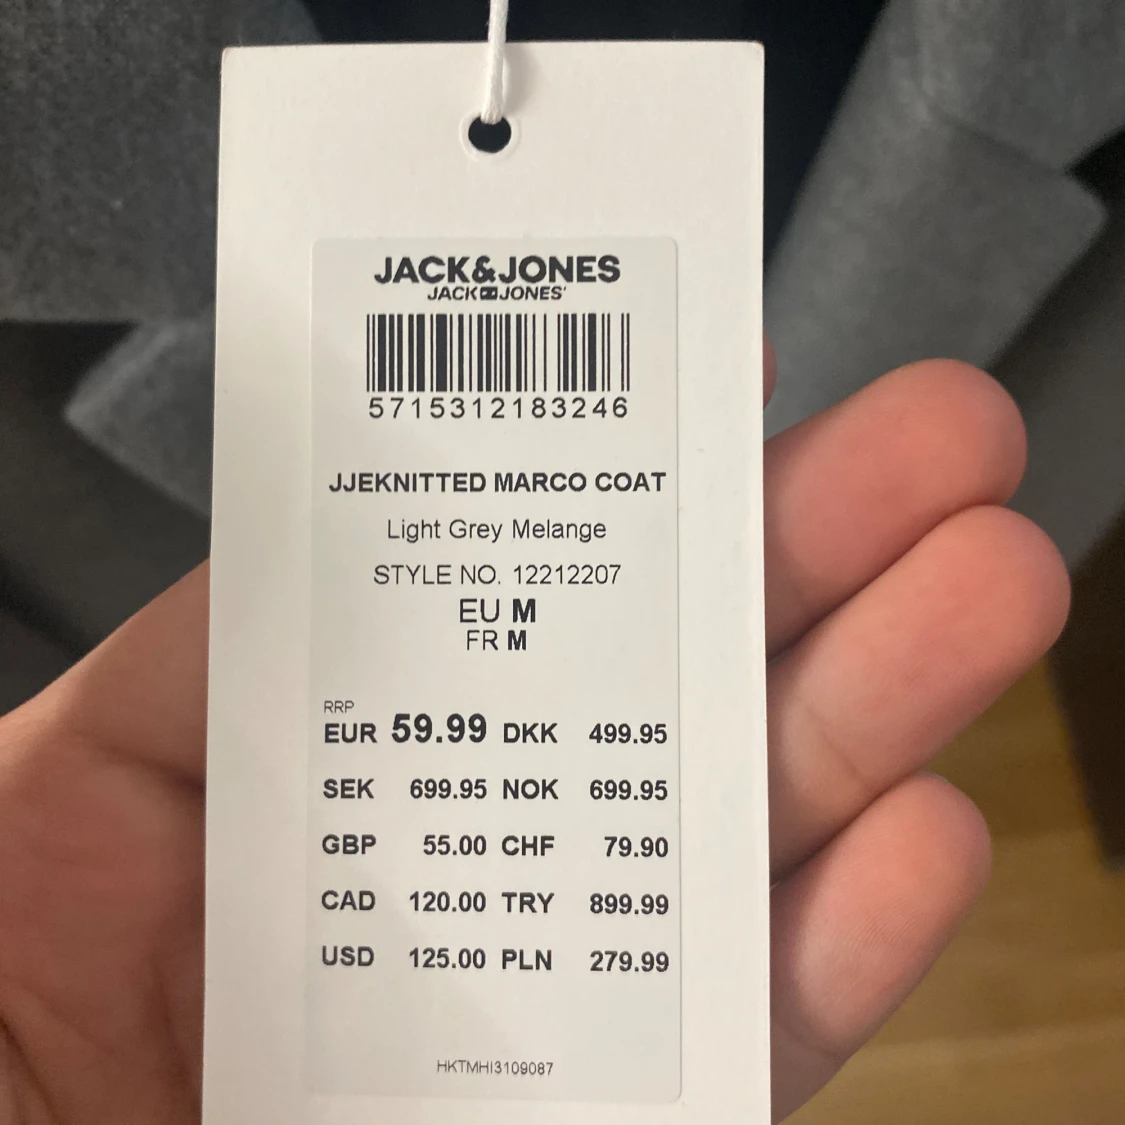 JACK&JONES
JACK JONES
5715312183246
JJEKNITTED MARCO COAT
Light Grey Melange
STYLE NO. 12212207
EU M
FR M
RRP
EUR 59.99 DKK 499.95
SEK 699.95 NOK 699.95
GBP 55.00 CHF 79.90
CAD 120.00 TRY 899.99
USD 125.00 PLN 279.99
HKTMHI3109087